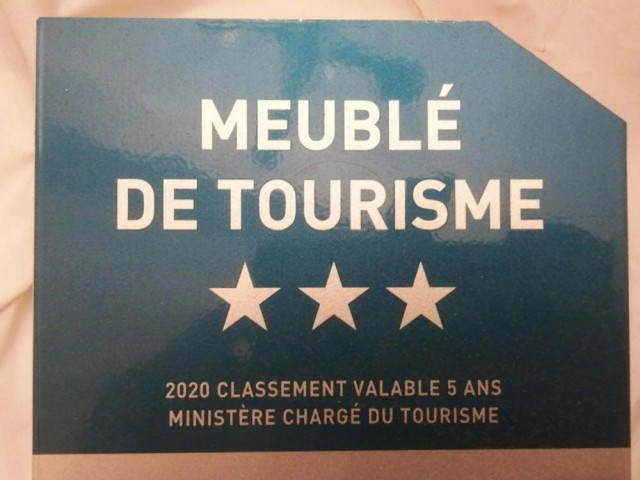 MEUBLÉ
DE TOURISME
2020 CLASSEMENT VALABLE 5 ANS
MINISTÈRE CHARGÉ DU TOURISME